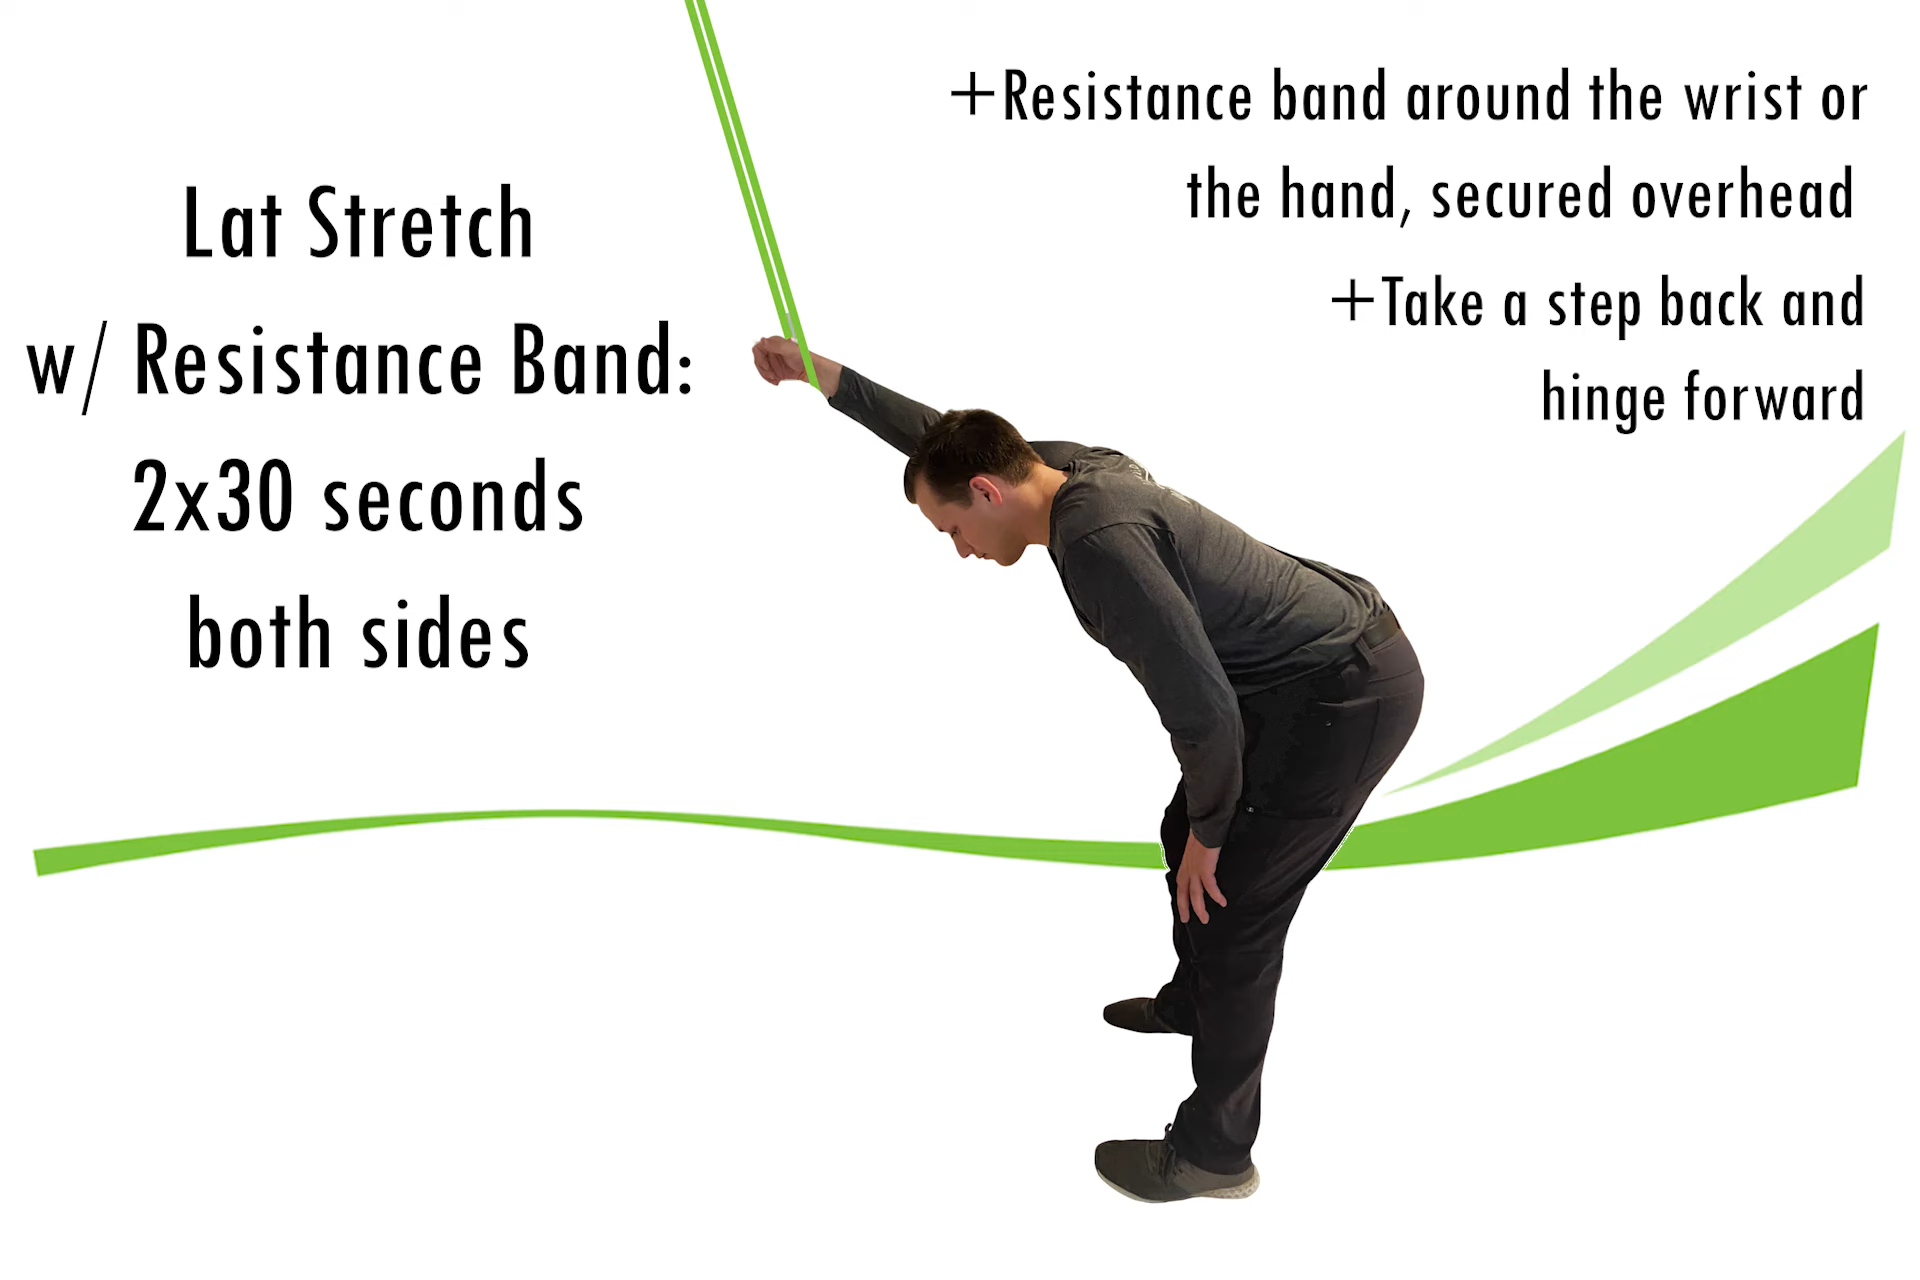 Lat Stretch
w/ Resistance Band:
2x30 seconds
both sides
+Resistance band around the wrist or
the hand, secured overhead
+Take a step back and
hinge forward